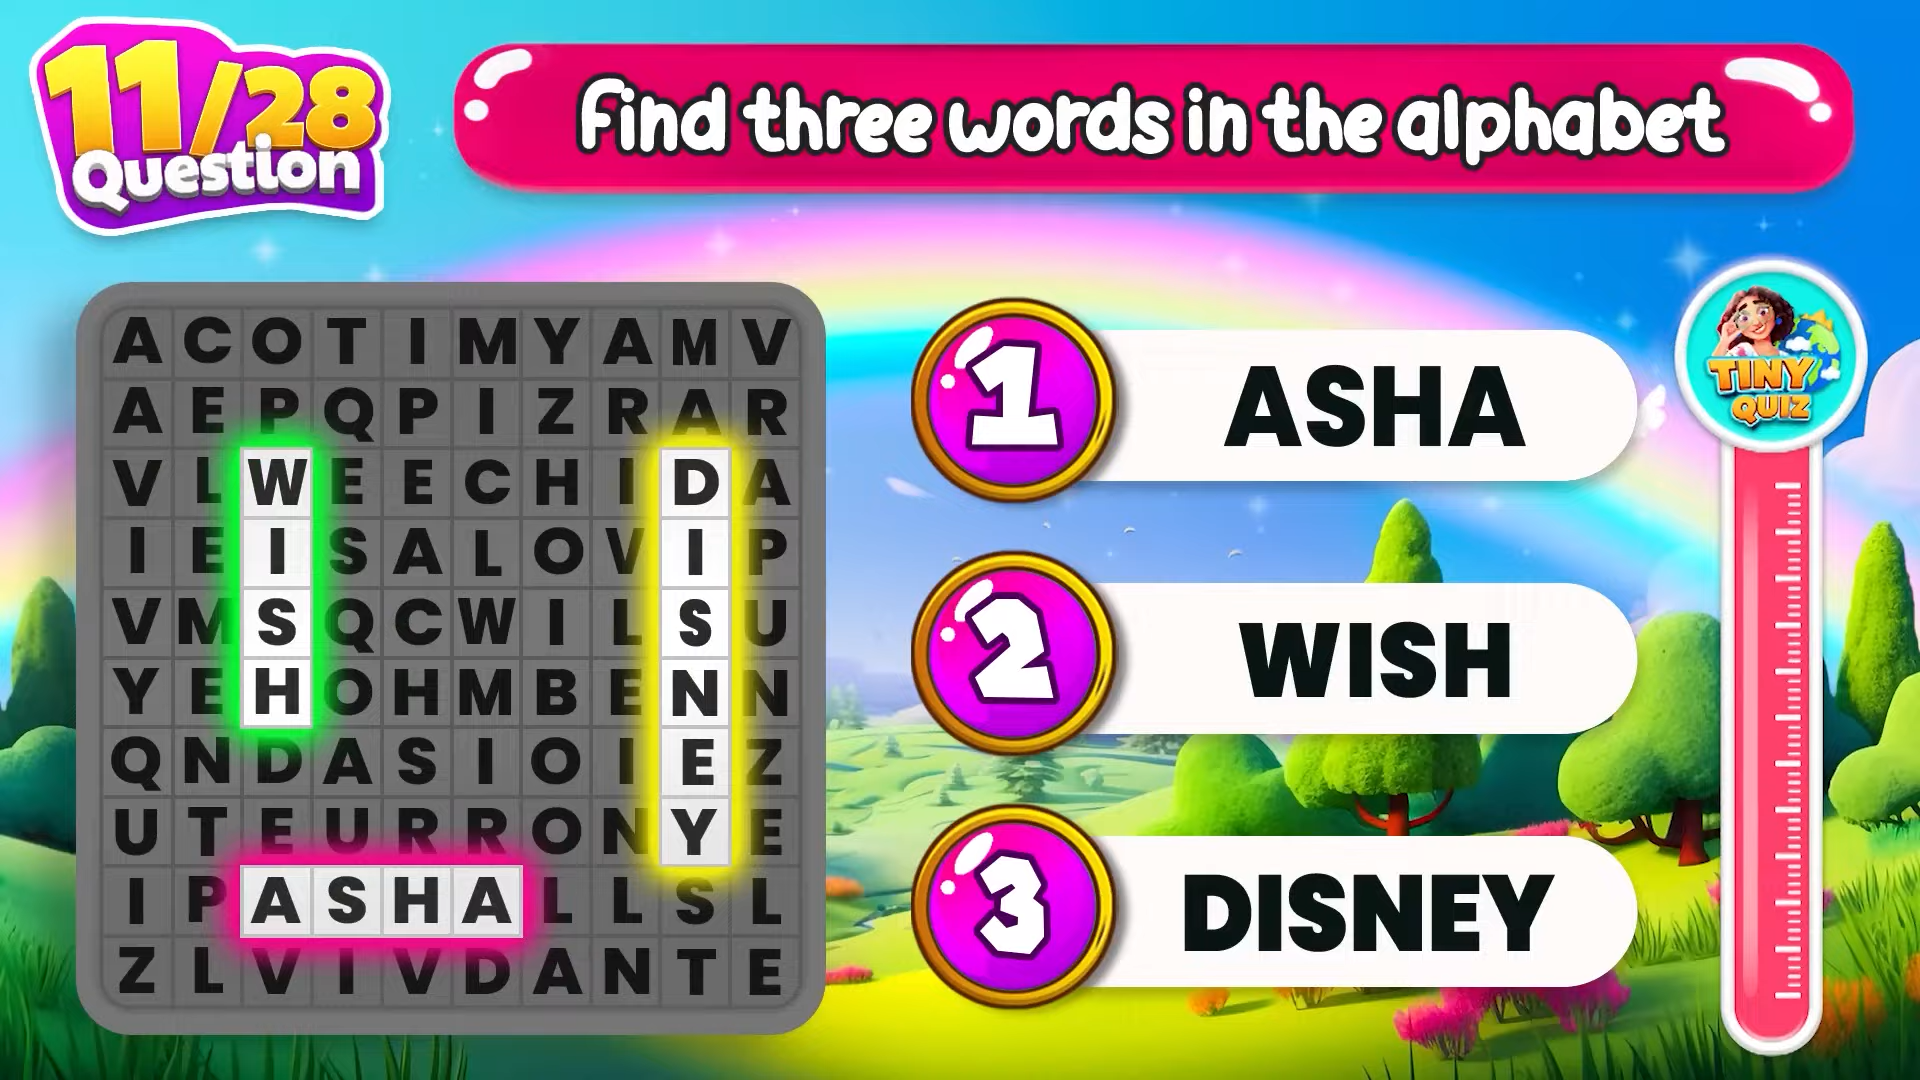 11/28
Question
Find three words in the alphabet
A C O T I M Y A M V
A E P Q P I Z R A R
V L W E E C H I D A
I E I S A L O V I P
V M S Q C W I L S U
Y E H O H M B E N N
Q N D A S I O I E Z
U T E U R R O N Y E
I P A S H A L L S L
Z L V I V D A N T E
1 ASHA
2 WISH
3 DISNEY
TINY
QUIZ